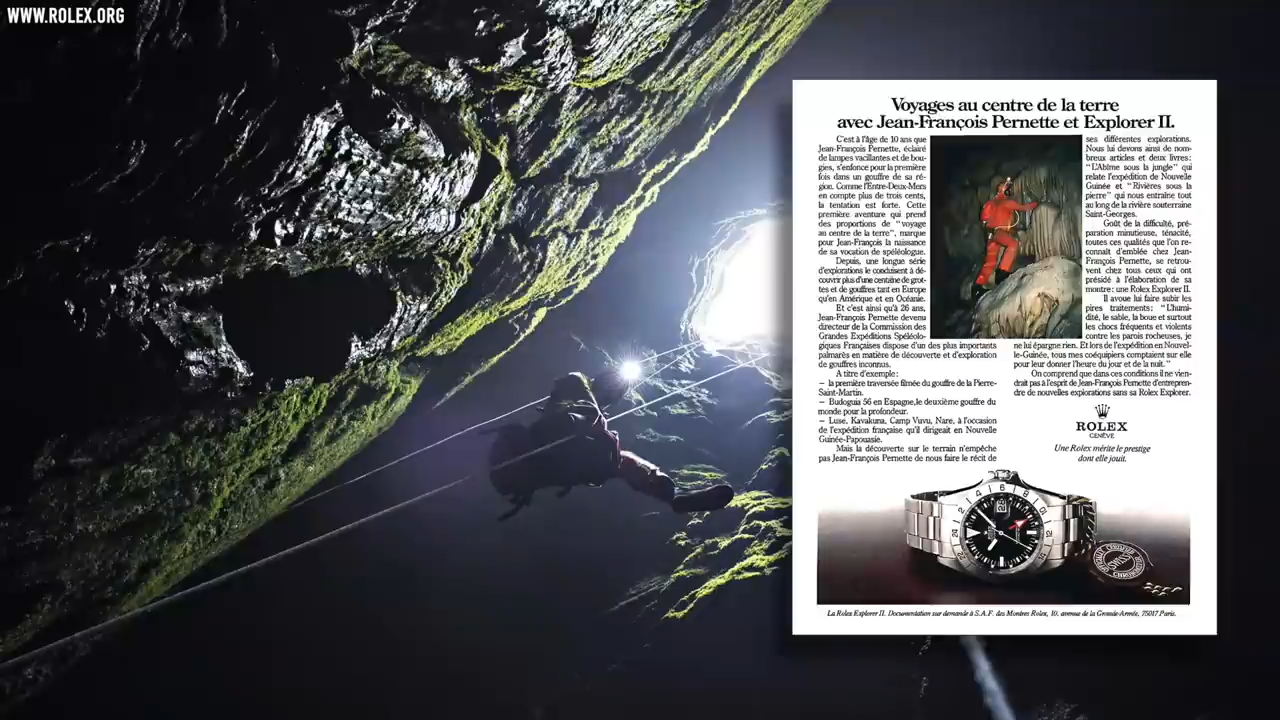 WWW.ROLEX.ORG
Voyages au centre de la terre
avec Jean-François Pernette et Explorer II.
C'est à l'âge de 10 ans que
Jean-François Pernette, éclairé
de lampes vacillantes et de bou-
gies, s'enfonce pour la première
fois dans un gouffre de sa ré-
gion. Comme l'Entre-Deux-Mers
en compte plus de trois cents,
la tentation est forte. Cette
première aventure qui prend
des proportions de "voyage
au centre de la terre", marque
pour Jean-François la naissance
de sa vocation de spéléologue.
Depuis, une longue série
d'explorations le conduisent à dé-
couvrir plus d'une centaine de grot-
tes et de gouffres tant en Europe
qu'en Amérique et en Océanie.
Et c'est ainsi qu'à 26 ans,
Jean-François Pernette devenu
directeur de la Commission des
Grandes Expéditions Spéléolo-
giques Françaises dispose d'un des plus importants
palmarès en matière de découverte et d'exploration
de gouffres inconnus.
A titre d'exemple :
– la première traversée filmée du gouffre de la Pierre-
Saint-Martin.
– Budoguia 56 en Espagne, le deuxième gouffre du
monde pour la profondeur.
– Luse, Kavakuna, Camp Vuvu, Nare, à l'occasion
de l'expédition française qu'il dirigeait en Nouvelle
Guinée-Papouasie.
Mais la découverte sur le terrain n'empêche
pas Jean-François Pernette de nous faire le récit de
ses différentes explorations.
Nous lui devons ainsi de nom-
breux articles et deux livres :
"L'Abîme sous la jungle" qui
relate l'expédition de Nouvelle
Guinée et "Rivières sous la
pierre" qui nous entraîne tout
au long de la rivière souterraine
Saint-Georges.
Goût de la difficulté, pré-
paration minutieuse, ténacité,
toutes ces qualités que l'on re-
connaît d'emblée chez Jean-
François Pernette, se retrou-
vent chez tous ceux qui ont
présidé à l'élaboration de sa
montre : une Rolex Explorer II.
Il avoue lui faire subir les
pires traitements : "L'humi-
dité, le sable, la boue et surtout
les chocs fréquents et violents
contre les parois rocheuses, je
ne lui épargne rien. Et lors de l'expédition en Nouvel-
le-Guinée, tous mes coéquipiers comptaient sur elle
pour leur donner l'heure du jour et de la nuit."
On comprend que dans ces conditions il ne vien-
drait pas à l'esprit de Jean-François Pernette d'entrepren-
dre de nouvelles explorations sans sa Rolex Explorer.
ROLEX
GENÈVE
Une Rolex mérite le prestige
dont elle jouit.
La Rolex Explorer II. Documentation sur demande à S.A.F. des Montres Rolex, 10, avenue de la Grande-Armée, 75017 Paris.